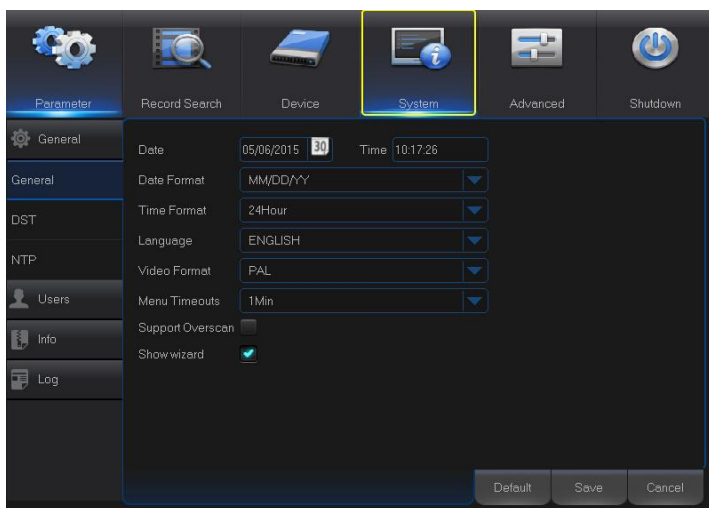 Parameter Record Search Device System Advanced Shutdown
General
General
DST
NTP
Users
Info
Log
Date 05/06/2015 30 Time 10:17:26
Date Format MM/DD/YY
Time Format 24Hour
Language ENGLISH
Video Format PAL
Menu Timeouts 1Min
Support Overscan
Show wizard
Default Save Cancel